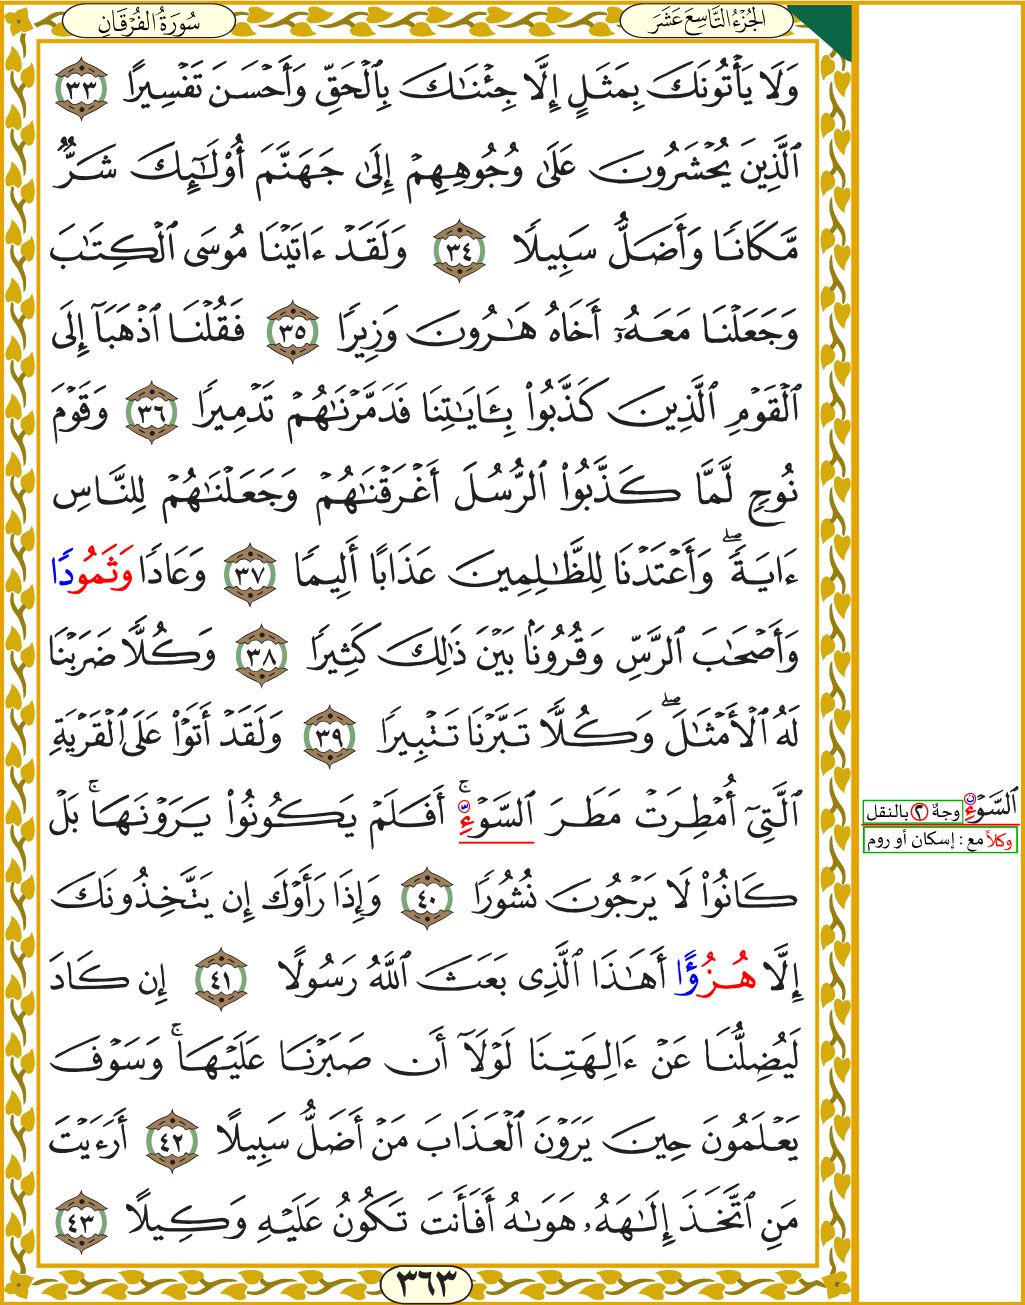 الجُزْءُ التَّاسِعَ عَشَرَ
سُورَةُ الفُرْقَانِ
وَلَا يَأۡتُونَكَ بِمَثَلٍ إِلَّا جِئۡنَٰكَ بِٱلۡحَقِّ وَأَحۡسَنَ تَفۡسِيرًا ٣٣
ٱلَّذِينَ يُحۡشَرُونَ عَلَىٰ وُجُوهِهِمۡ إِلَىٰ جَهَنَّمَ أُوْلَٰٓئِكَ شَرّٞ
مَّكَانٗا وَأَضَلُّ سَبِيلٗا ٣٤ وَلَقَدۡ ءَاتَيۡنَا مُوسَى ٱلۡكِتَٰبَ
وَجَعَلۡنَا مَعَهُۥٓ أَخَاهُ هَٰرُونَ وَزِيرٗا ٣٥ فَقُلۡنَا ٱذۡهَبَآ إِلَى
ٱلۡقَوۡمِ ٱلَّذِينَ كَذَّبُواْ بِـَٔايَٰتِنَا فَدَمَّرۡنَٰهُمۡ تَدۡمِيرٗا ٣٦ وَقَوۡمَ
نُوحٖ لَّمَّا كَذَّبُواْ ٱلرُّسُلَ أَغۡرَقۡنَٰهُمۡ وَجَعَلۡنَٰهُمۡ لِلنَّاسِ
ءَايَةٗۖ وَأَعۡتَدۡنَا لِلظَّٰلِمِينَ عَذَابًا أَلِيمٗا ٣٧ وَعَادٗا وَثَمُودٗا
وَأَصۡحَٰبَ ٱلرَّسِّ وَقُرُونَۢا بَيۡنَ ذَٰلِكَ كَثِيرٗا ٣٨ وَكُلّٗا ضَرَبۡنَا
لَهُ ٱلۡأَمۡثَٰلَۖ وَكُلّٗا تَبَّرۡنَا تَتۡبِيرٗا ٣٩ وَلَقَدۡ أَتَوۡاْ عَلَى ٱلۡقَرۡيَةِ
ٱلَّتِيٓ أُمۡطِرَتۡ مَطَرَ ٱلسَّوۡءِۚ أَفَلَمۡ يَكُونُواْ يَرَوۡنَهَاۚ بَلۡ
كَانُواْ لَا يَرۡجُونَ نُشُورٗا ٤٠ وَإِذَا رَأَوۡكَ إِن يَتَّخِذُونَكَ
إِلَّا هُزُؤًا أَهَٰذَا ٱلَّذِي بَعَثَ ٱللَّهُ رَسُولًا ٤١ إِن كَادَ
لَيُضِلُّنَا عَنۡ ءَالِهَتِنَا لَوۡلَآ أَن صَبَرۡنَا عَلَيۡهَاۚ وَسَوۡفَ
يَعۡلَمُونَ حِينَ يَرَوۡنَ ٱلۡعَذَابَ مَنۡ أَضَلُّ سَبِيلًا ٤٢ أَرَءَيۡتَ
مَنِ ٱتَّخَذَ إِلَٰهَهُۥ هَوَىٰهُ أَفَأَنتَ تَكُونُ عَلَيۡهِ وَكِيلًا ٤٣
ٱلسَّوۡءِ وجهٌ ٢ بالنقل
وكلاً مع : إسكان أو روم
٣٦٣